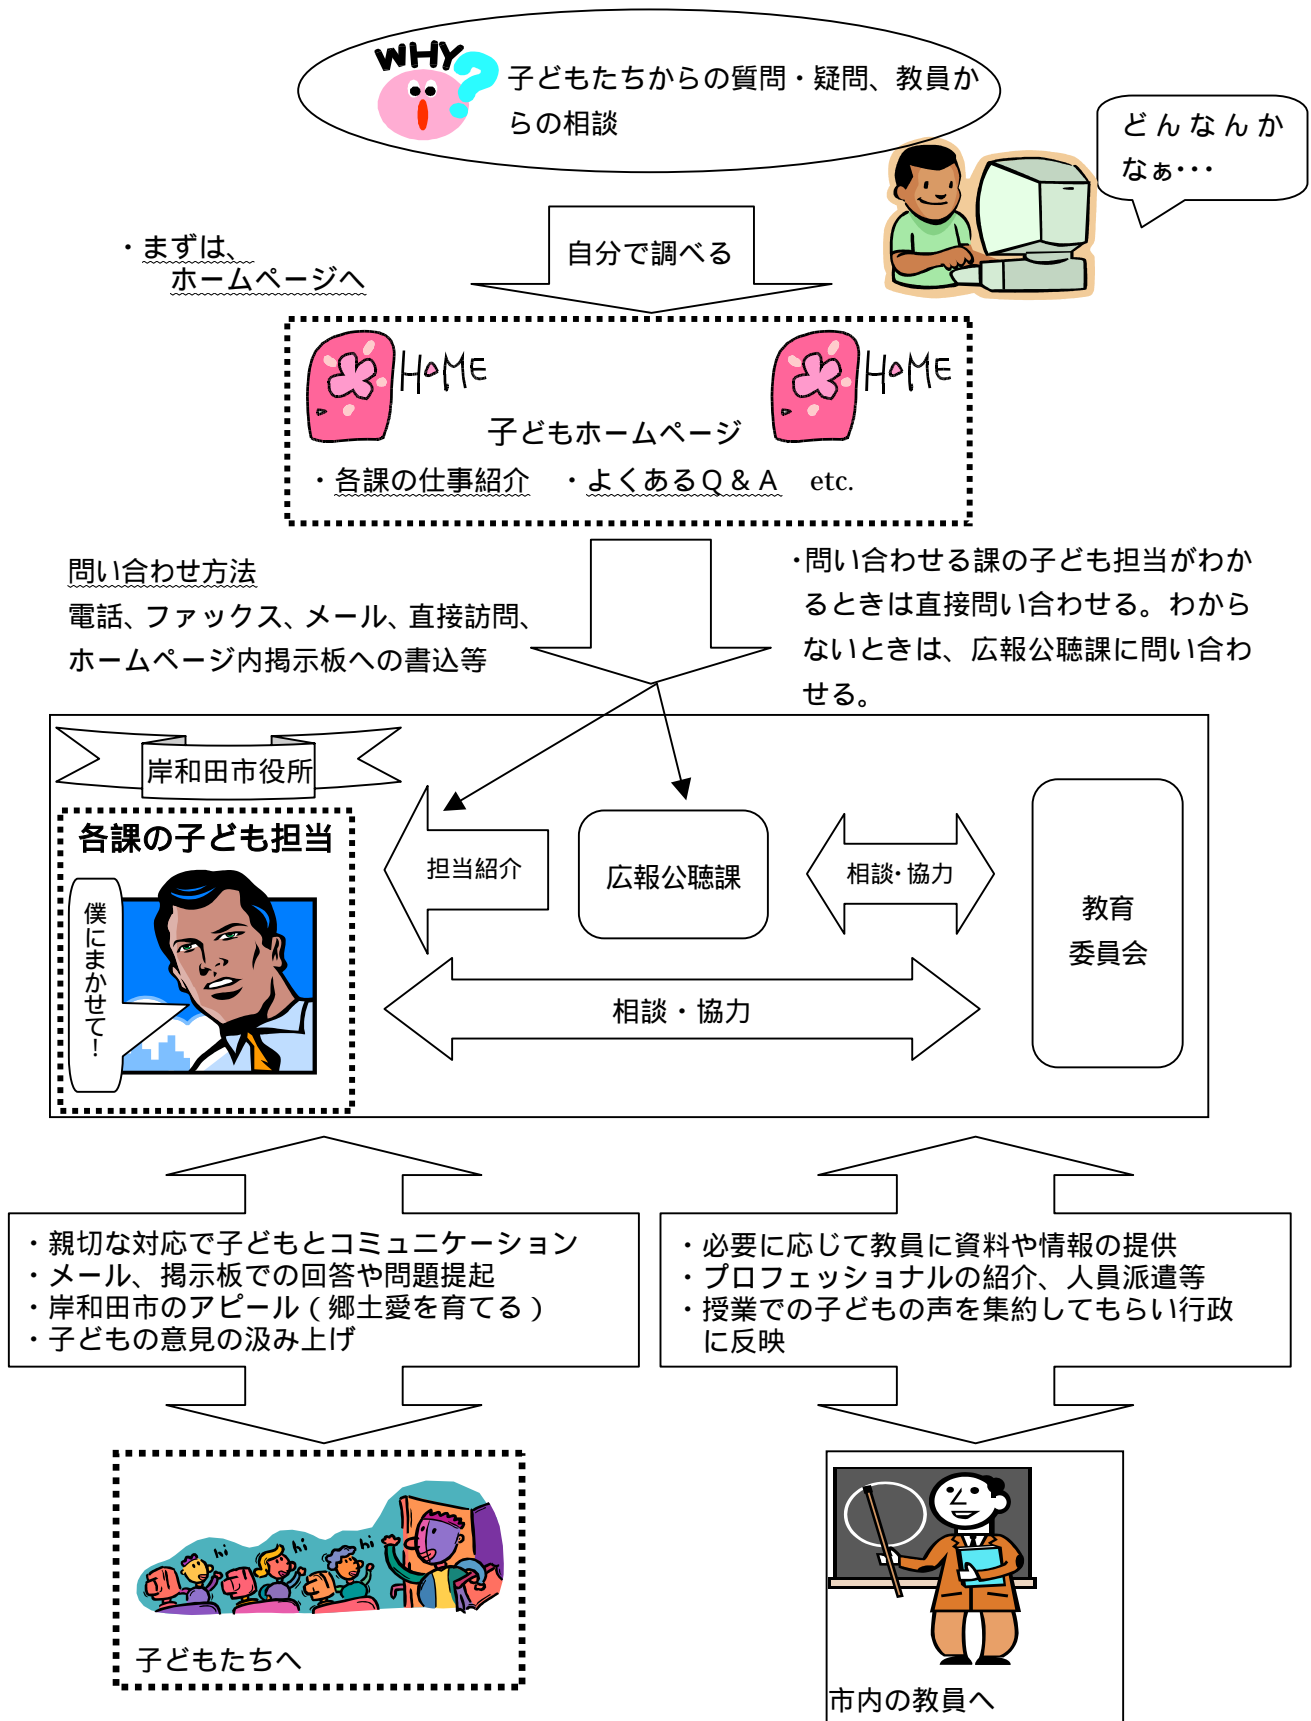 WHY?
子どもたちからの質問・疑問、教員か
らの相談
どんなんか
なぁ･･･
・まずは、
ホームページへ
自分で調べる
HOME
HOME
子どもホームページ
・各課の仕事紹介　・よくあるＱ＆Ａ　etc.
問い合わせ方法
電話、ファックス、メール、直接訪問、
ホームページ内掲示板への書込等
・問い合わせる課の子ども担当がわか
るときは直接問い合わせる。わから
ないときは、広報公聴課に問い合わ
せる。
岸和田市役所
各課の子ども担当
僕にまかせて！
担当紹介
広報公聴課
相談・協力
教育
委員会
相談・協力
・親切な対応で子どもとコミュニケーション
・メール、掲示板での回答や問題提起
・岸和田市のアピール（郷土愛を育てる）
・子どもの意見の汲み上げ
・必要に応じて教員に資料や情報の提供
・プロフェッショナルの紹介、人員派遣等
・授業での子どもの声を集約してもらい行政
に反映
hi
hi
hi
子どもたちへ
市内の教員へ